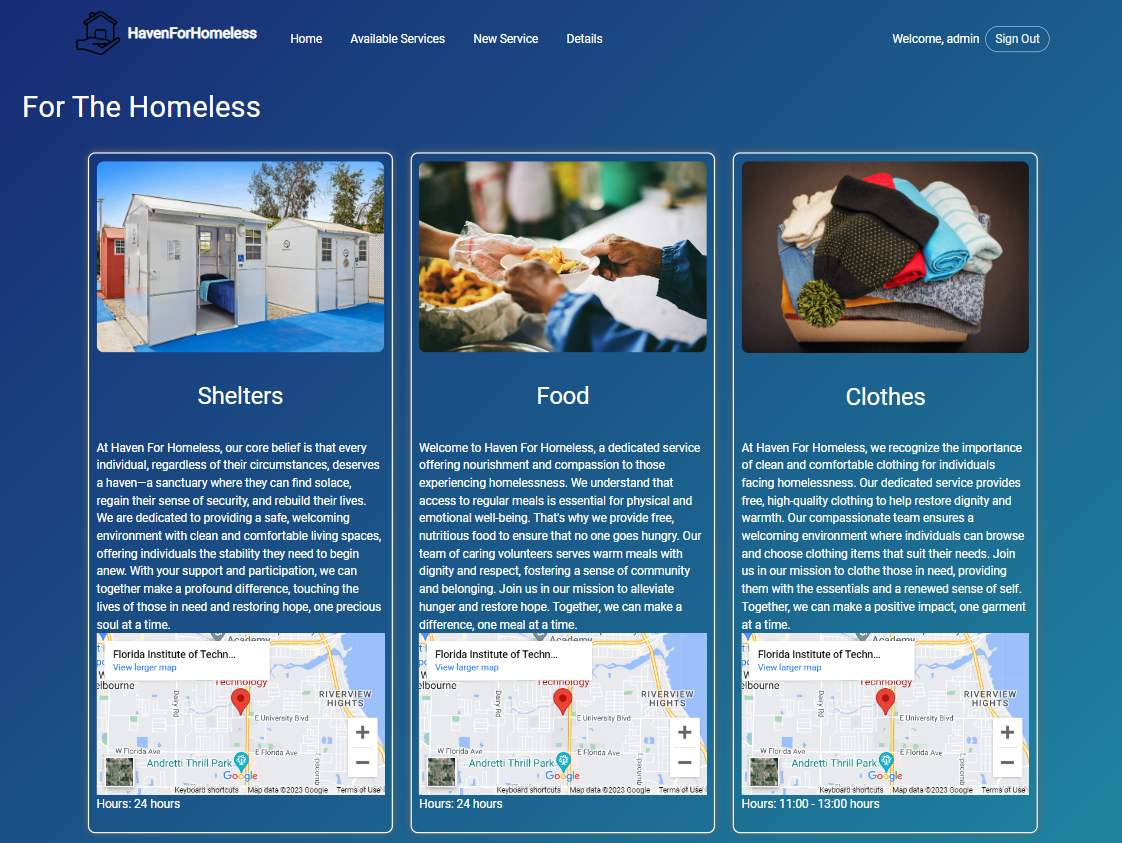 HavenForHomeless
Home
Available Services
New Service
Details
Welcome, admin
Sign Out
For The Homeless
Shelters
At Haven For Homeless, our core belief is that every
individual, regardless of their circumstances, deserves
a haven—a sanctuary where they can find solace,
regain their sense of security, and rebuild their lives.
We are dedicated to providing a safe, welcoming
environment with clean and comfortable living spaces,
offering individuals the stability they need to begin
anew. With your support and participation, we can
together make a profound difference, touching the
lives of those in need and restoring hope, one precious
soul at a time.
Academy
Florida Institute of Techn...
View larger map
Technology
elbourne
RIVERVIEW
HIGHTS
Dairy Rd
E University Blvd
W Florida Ave
E Florida Ave
Andretti Thrill Park
Google
Keyboard shortcuts
Map data ©2023 Google
Terms of Use
Hours: 24 hours
Food
Welcome to Haven For Homeless, a dedicated service
offering nourishment and compassion to those
experiencing homelessness. We understand that
access to regular meals is essential for physical and
emotional well-being. That's why we provide free,
nutritious food to ensure that no one goes hungry. Our
team of caring volunteers serves warm meals with
dignity and respect, fostering a sense of community
and belonging. Join us in our mission to alleviate
hunger and restore hope. Together, we can make a
difference, one meal at a time.
Academy
Florida Institute of Techn...
View larger map
Technology
elbourne
RIVERVIEW
HIGHTS
Dairy Rd
E University Blvd
W Florida Ave
E Florida Ave
Andretti Thrill Park
Google
Keyboard shortcuts
Map data ©2023 Google
Terms of Use
Hours: 24 hours
Clothes
At Haven For Homeless, we recognize the importance
of clean and comfortable clothing for individuals
facing homelessness. Our dedicated service provides
free, high-quality clothing to help restore dignity and
warmth. Our compassionate team ensures a
welcoming environment where individuals can browse
and choose clothing items that suit their needs. Join
us in our mission to clothe those in need, providing
them with the essentials and a renewed sense of self.
Together, we can make a positive impact, one garment
at a time.
Academy
Florida Institute of Techn...
View larger map
Technology
elbourne
RIVERVIEW
HIGHTS
Dairy Rd
E University Blvd
W Florida Ave
E Florida Ave
Andretti Thrill Park
Google
Keyboard shortcuts
Map data ©2023 Google
Terms of Use
Hours: 11:00 - 13:00 hours